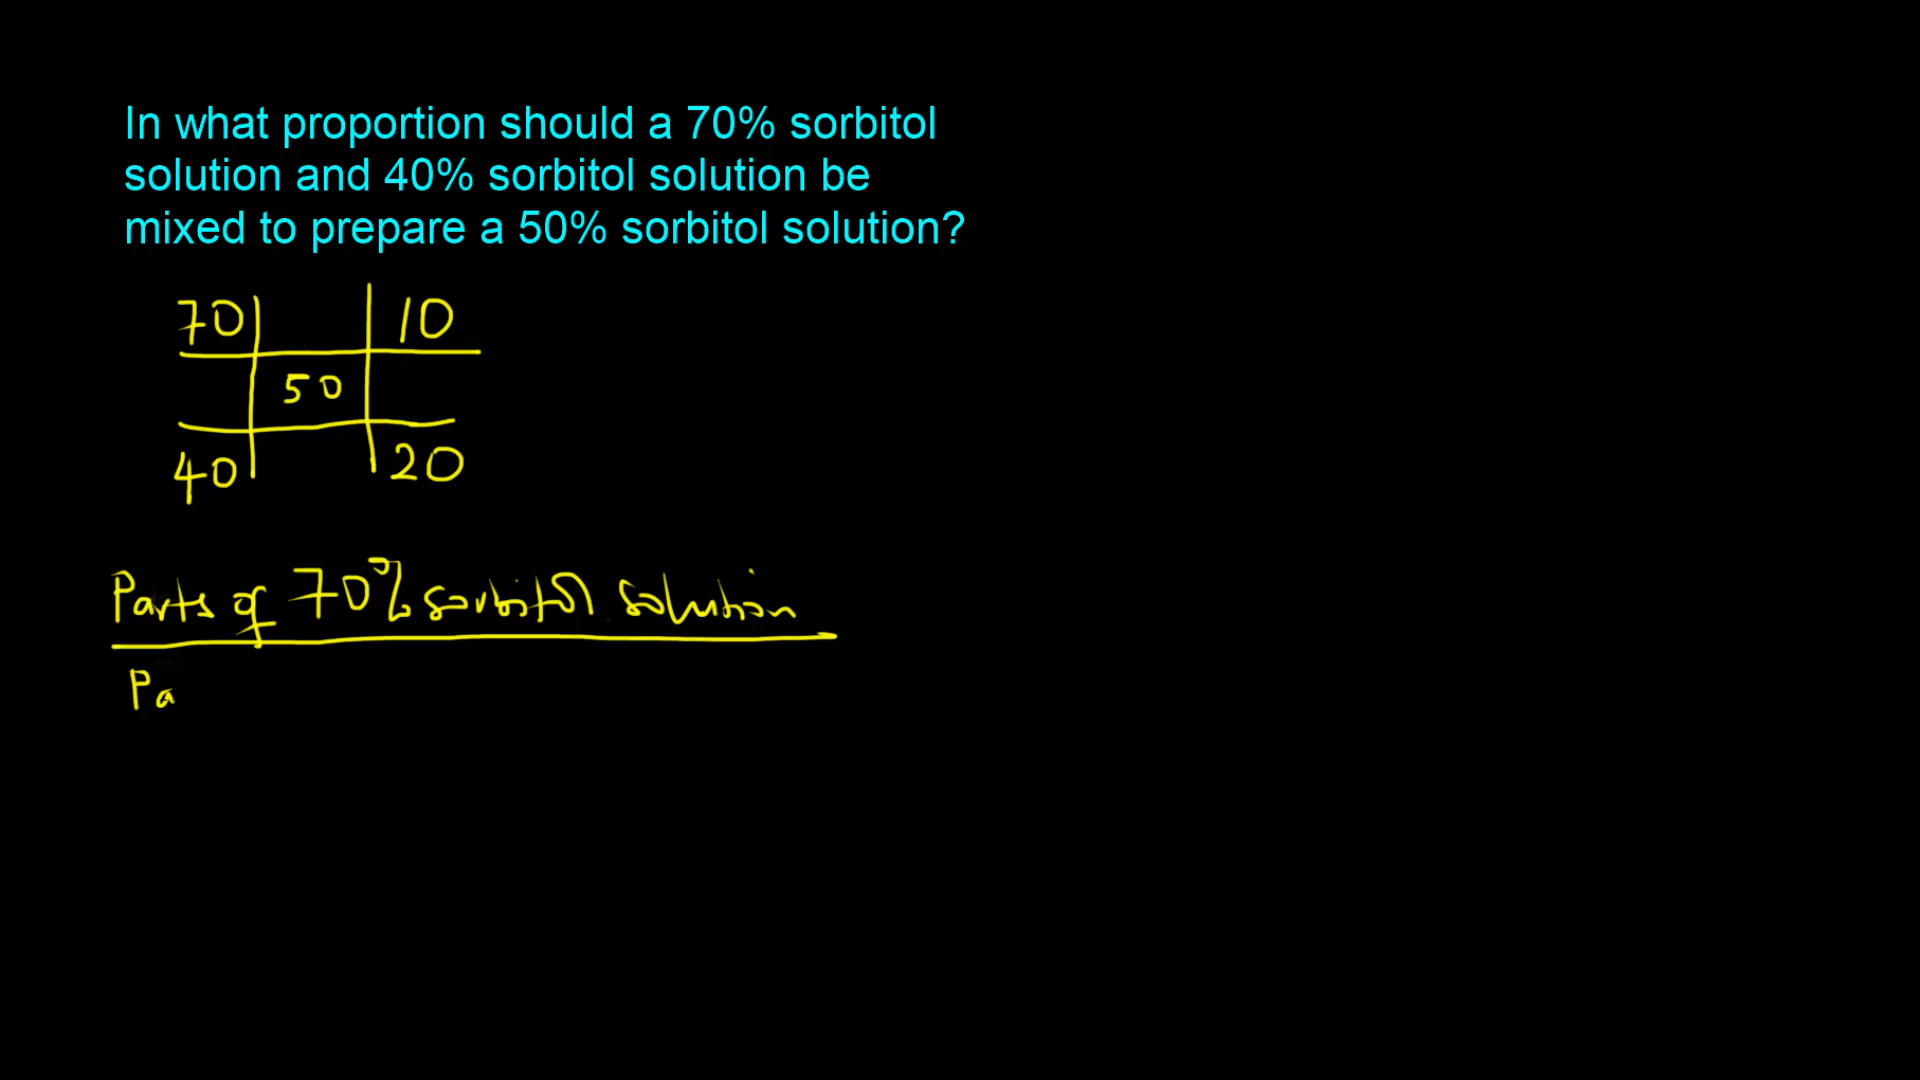 In what proportion should a 70% sorbitol
solution and 40% sorbitol solution be
mixed to prepare a 50% sorbitol solution?
70 10
50
40 20
Parts of 70% sorbitol solution
Pa